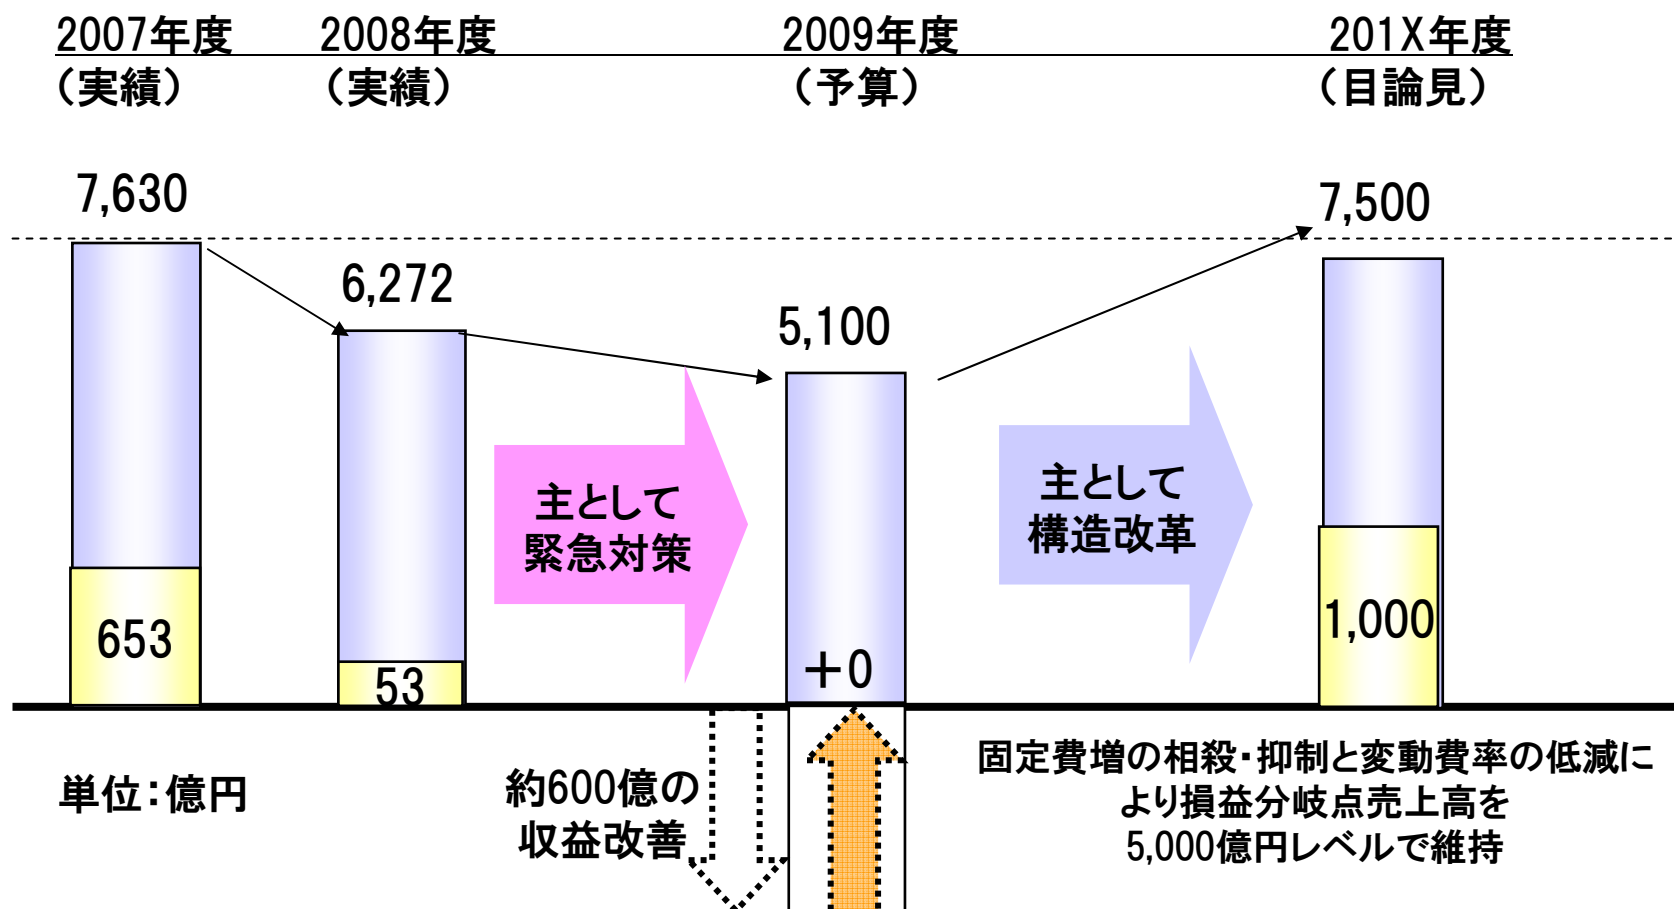 2007年度
(実績)
2008年度
(実績)
2009年度
(予算)
201X年度
(目論見)
7,630
6,272
5,100
7,500
主として
緊急対策
主として
構造改革
653
53
+0
1,000
単位:億円
約600億の
収益改善
固定費増の相殺・抑制と変動費率の低減に
より損益分岐点売上高を
5,000億円レベルで維持